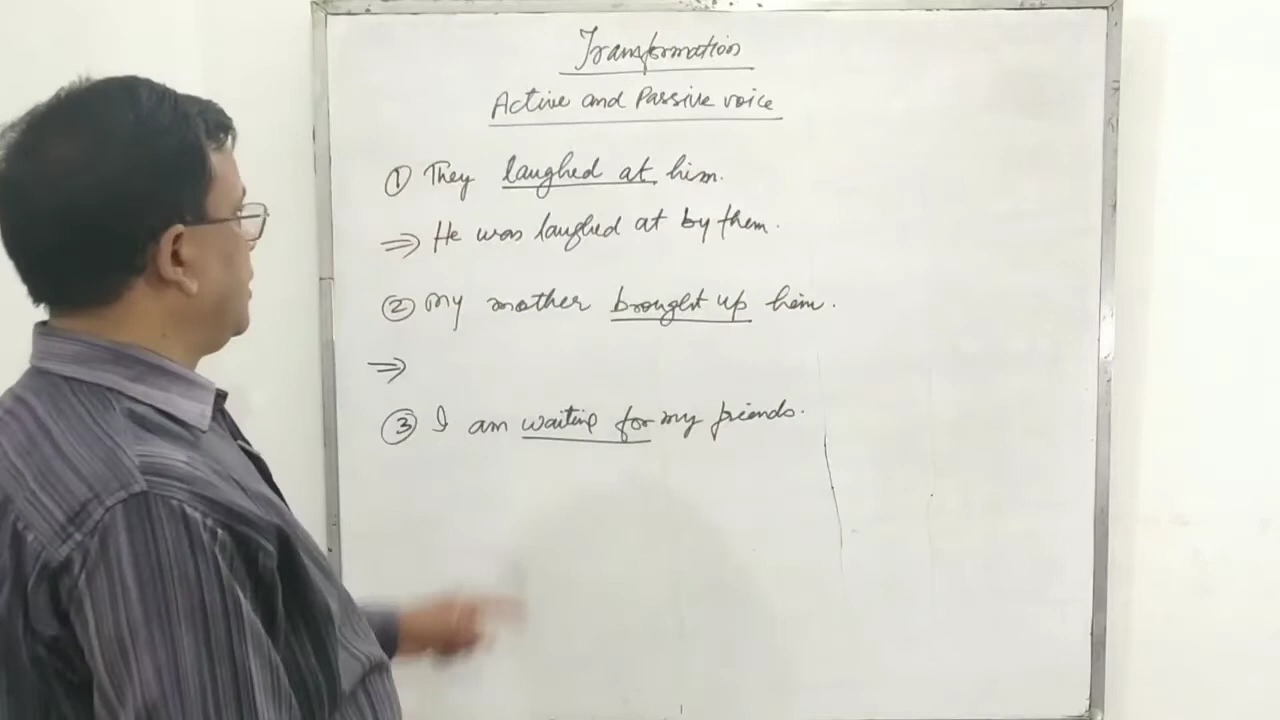 Transformation
Active and Passive voice
① They laughed at him.
⇒ He was laughed at by them.
② My mother brought up him.
⇒
③ I am waiting for my friends.